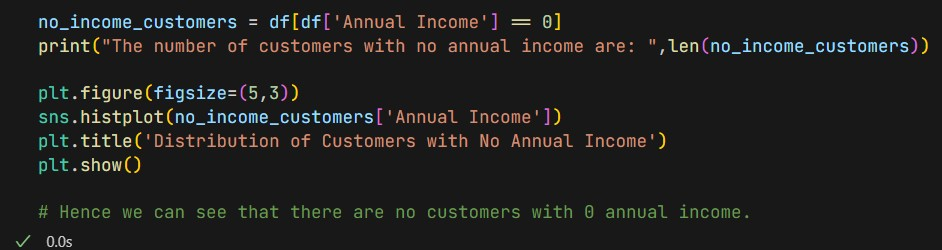 no_income_customers = df[df['Annual Income'] == 0]
print("The number of customers with no annual income are: ",len(no_income_customers))
plt.figure(figsize=(5,3))
sns.histplot(no_income_customers['Annual Income'])
plt.title('Distribution of Customers with No Annual Income')
plt.show()
# Hence we can see that there are no customers with 0 annual income.
0.0s